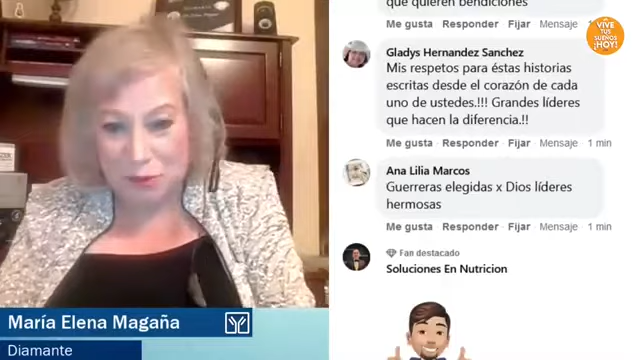 que quieren bendiciones
Me gusta Responder Fijar Mensaje 1 min
VIVE
TUS
SUEÑOS
¡HOY!
Gladys Hernandez Sanchez
Mis respetos para éstas historias
escritas desde el corazón de cada
uno de ustedes.!!! Grandes líderes
que hacen la diferencia.!!
Me gusta Responder Fijar Mensaje 1 min
Ana Lilia Marcos
Guerreras elegidas x Dios líderes
hermosas
Me gusta Responder Fijar Mensaje 1 min
Fan destacado
Soluciones En Nutricion
María Elena Magaña
Diamante